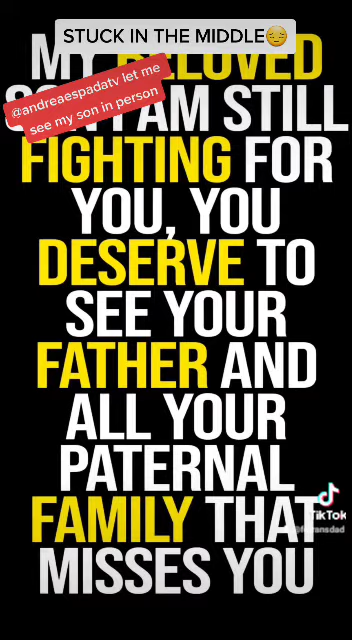 STUCK IN THE MIDDLE😔
MY BELOVED
@andreaespadatv let me
see my son in person
SON I AM STILL
FIGHTING FOR
YOU, YOU
DESERVE TO
SEE YOUR
FATHER AND
ALL YOUR
PATERNAL
FAMILY THAT
MISSES YOU
TikTok